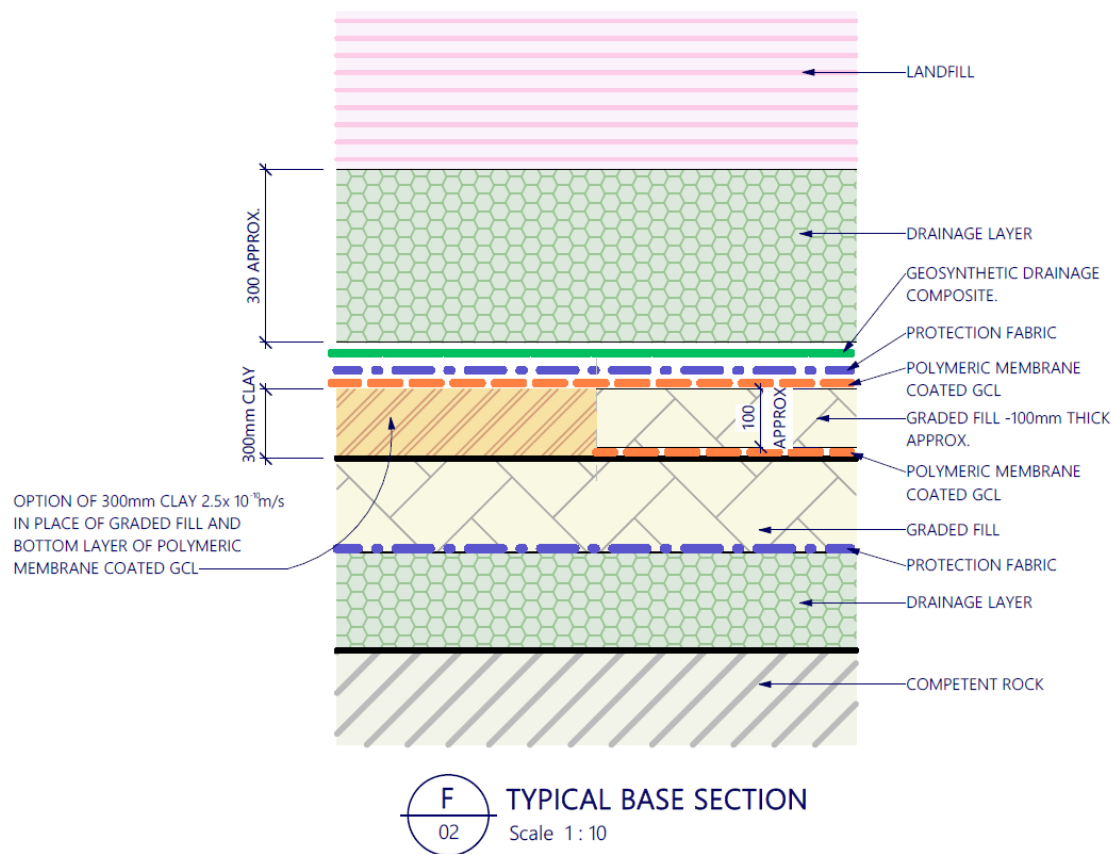 LANDFILL
300 APPROX.
DRAINAGE LAYER
GEOSYNTHETIC DRAINAGE
COMPOSITE.
PROTECTION FABRIC
POLYMERIC MEMBRANE
COATED GCL
300mm CLAY
100
APPROX
GRADED FILL -100mm THICK
APPROX.
POLYMERIC MEMBRANE
COATED GCL
OPTION OF 300mm CLAY 2.5x 10⁻¹⁰m/s
IN PLACE OF GRADED FILL AND
BOTTOM LAYER OF POLYMERIC
MEMBRANE COATED GCL
GRADED FILL
PROTECTION FABRIC
DRAINAGE LAYER
COMPETENT ROCK
F
02
TYPICAL BASE SECTION
Scale 1 : 10